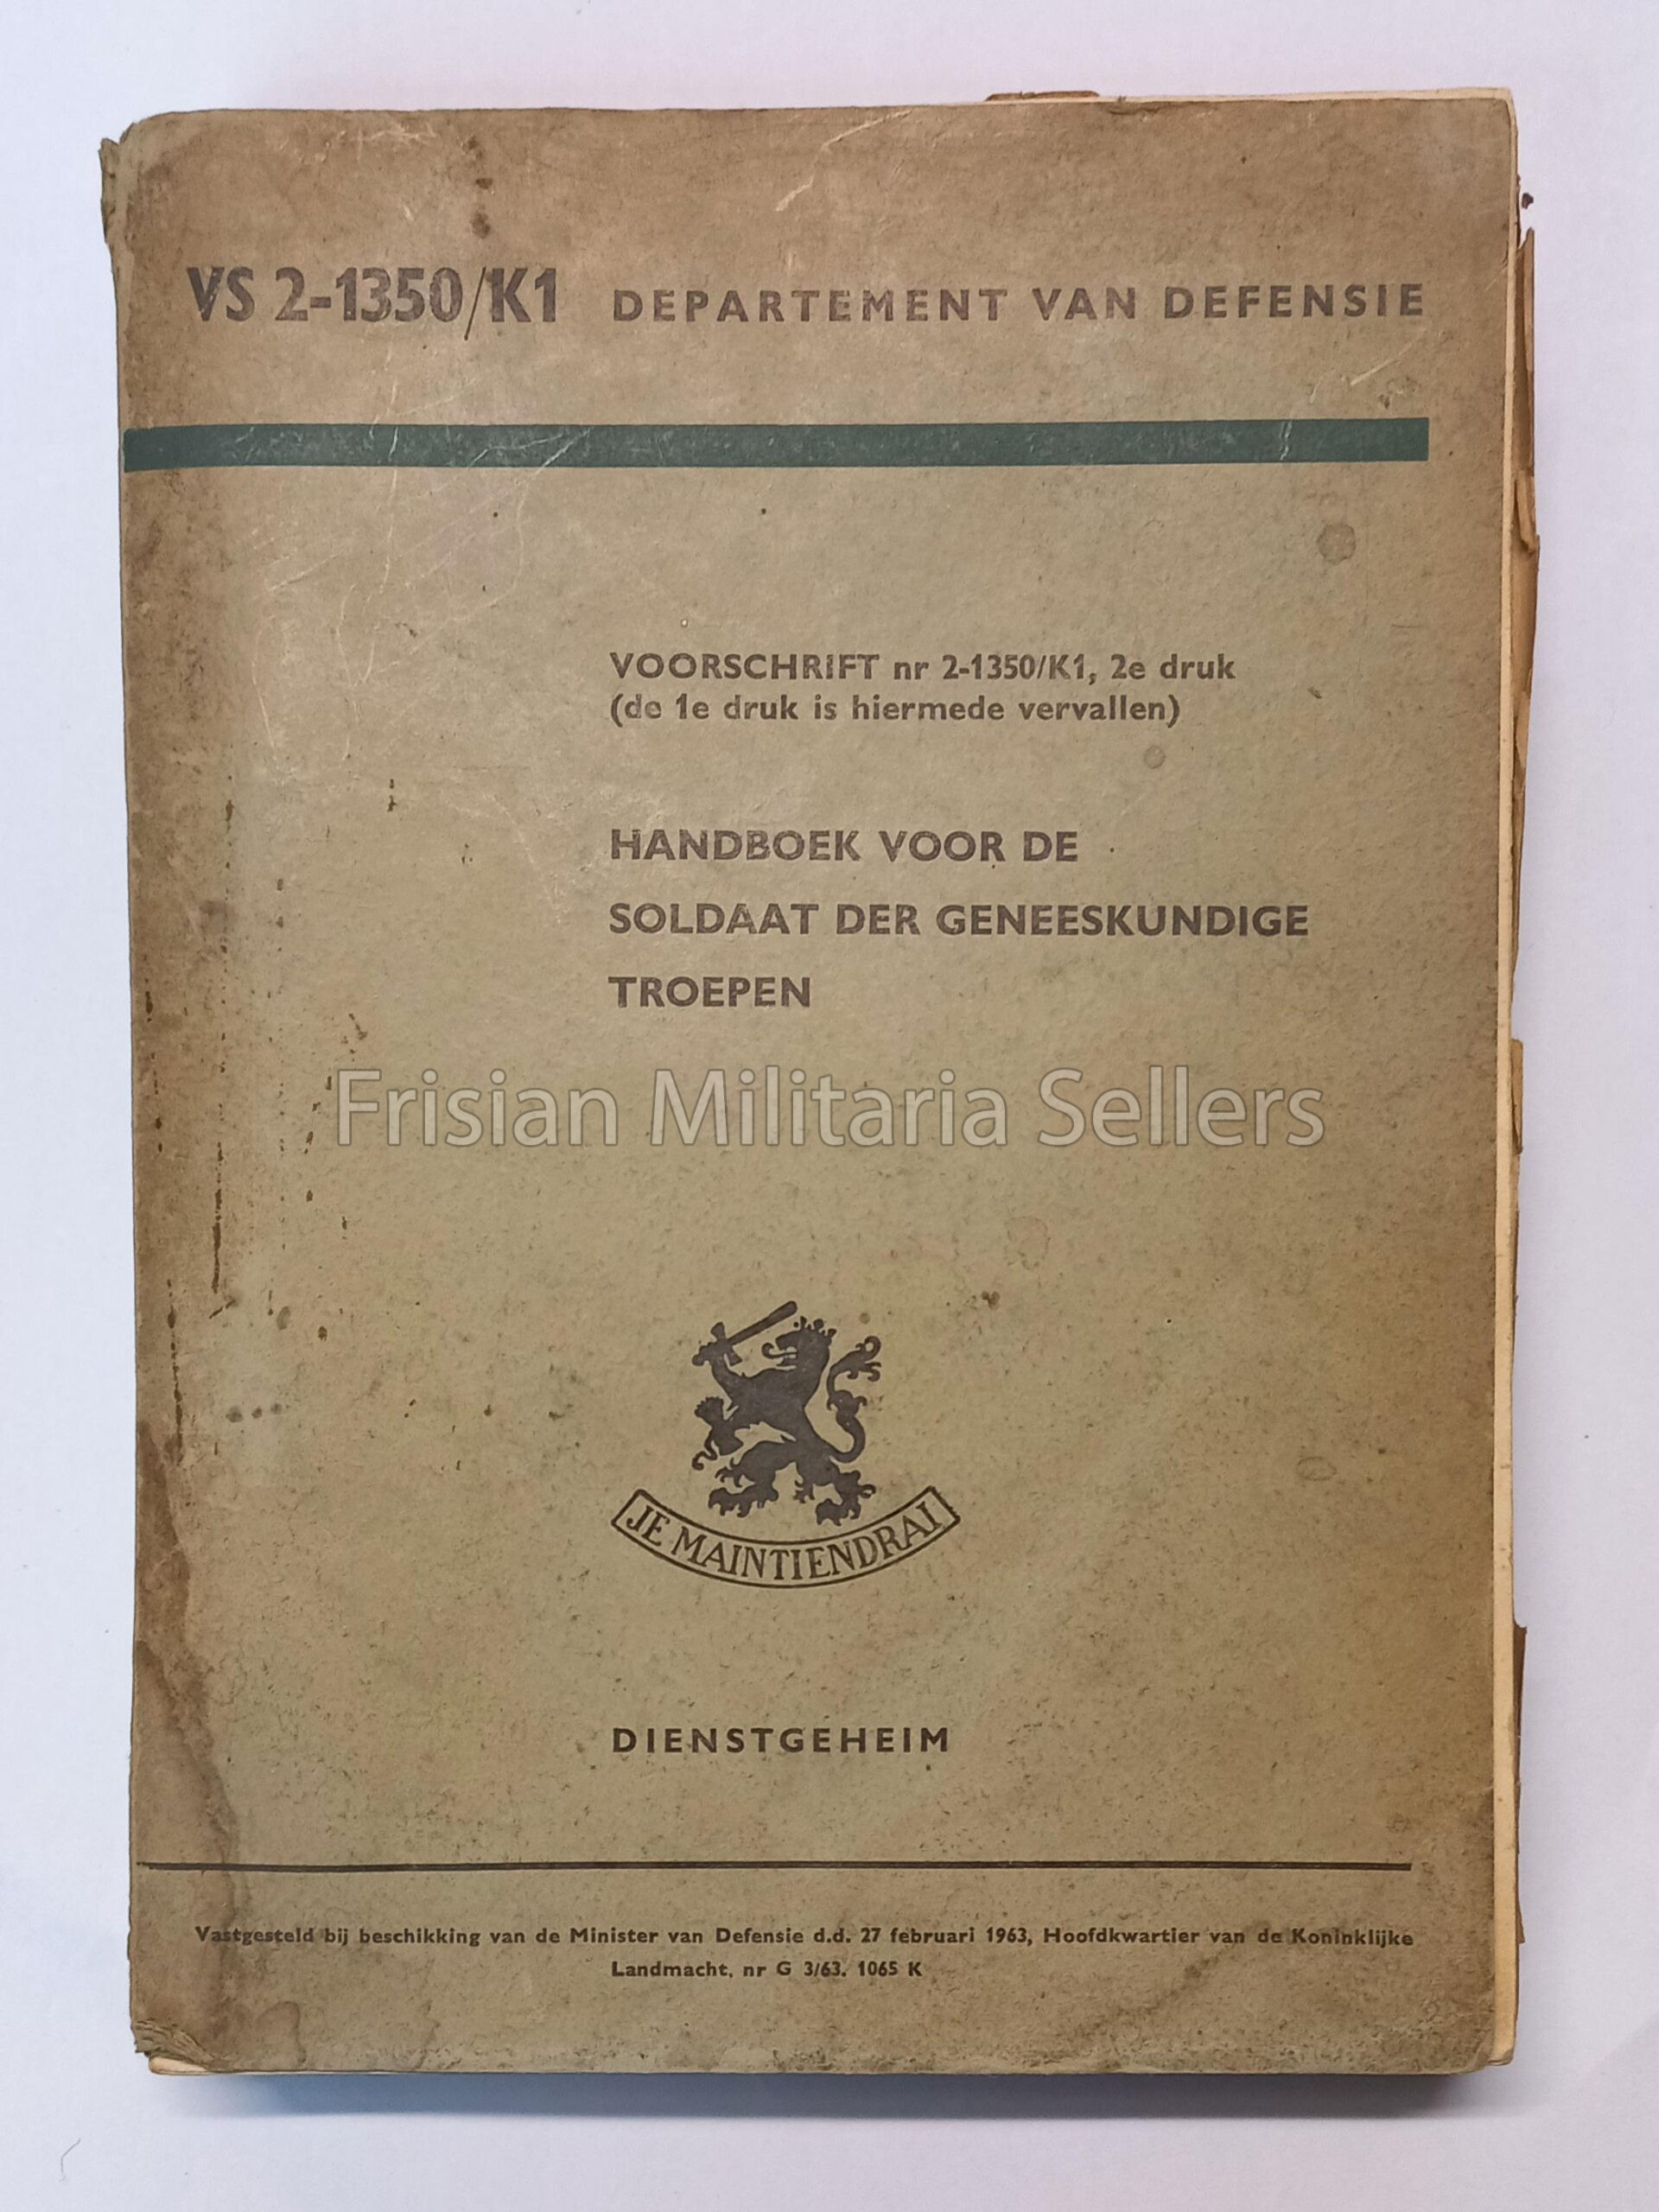 VS 2-1350/K1 DEPARTEMENT VAN DEFENSIE
VOORSCHRIFT nr 2-1350/K1, 2e druk
(de 1e druk is hiermede vervallen)
HANDBOEK VOOR DE
SOLDAAT DER GENEESKUNDIGE
TROEPEN
Frisian Militaria Sellers
JE MAINTIENDRAI
DIENSTGEHEIM
Vastgesteld bij beschikking van de Minister van Defensie d.d. 27 februari 1963, Hoofdkwartier van de Koninklijke
Landmacht, nr G 3/63. 1065 K